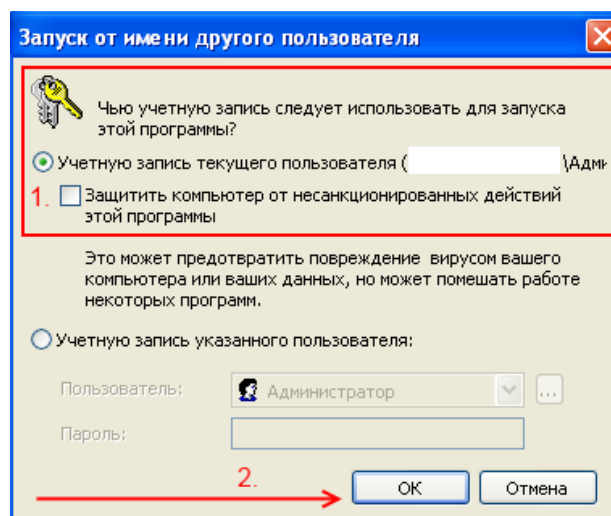 Запуск от имени другого пользователя
Чью учетную запись следует использовать для запуска
этой программы?
Учетную запись текущего пользователя ( \Адми
1. Защитить компьютер от несанкционированных действий
этой программы
Это может предотвратить повреждение вирусом вашего
компьютера или ваших данных, но может помешать работе
некоторых программ.
Учетную запись указанного пользователя:
Пользователь: Администратор ...
Пароль:
2.
ОК Отмена